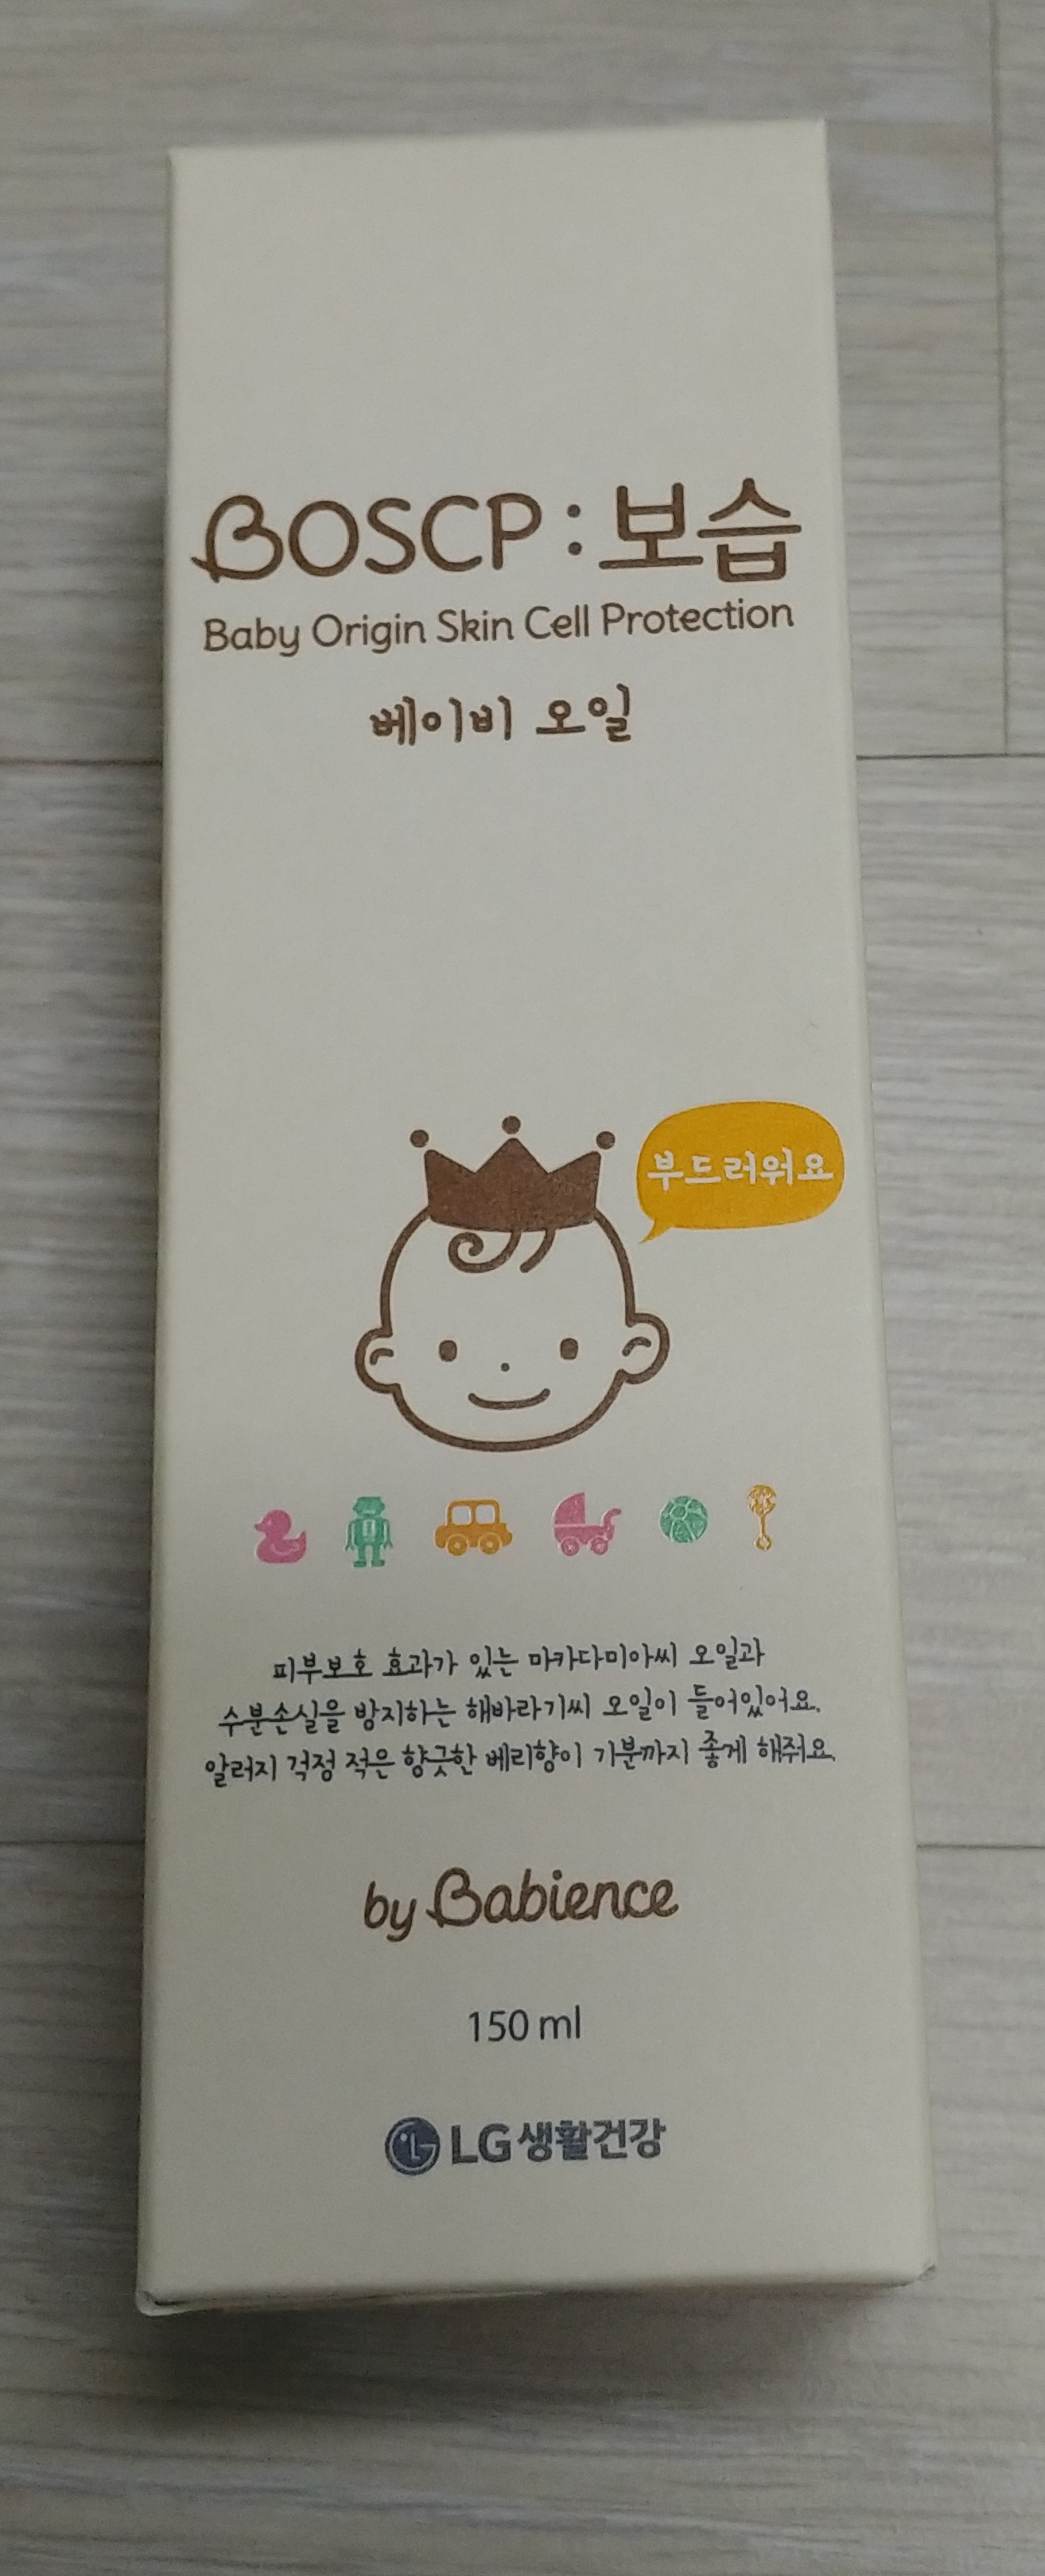 BOSCP : 보습
Baby Origin Skin Cell Protection
베이비 오일
부드러워요
피부보호 효과가 있는 마카다미아씨 오일과
수분손실을 방지하는 해바라기씨 오일이 들어있어요.
알러지 걱정 적은 향긋한 베리향이 기분까지 좋게 해줘요.
by Babience
150 ml
LG생활건강